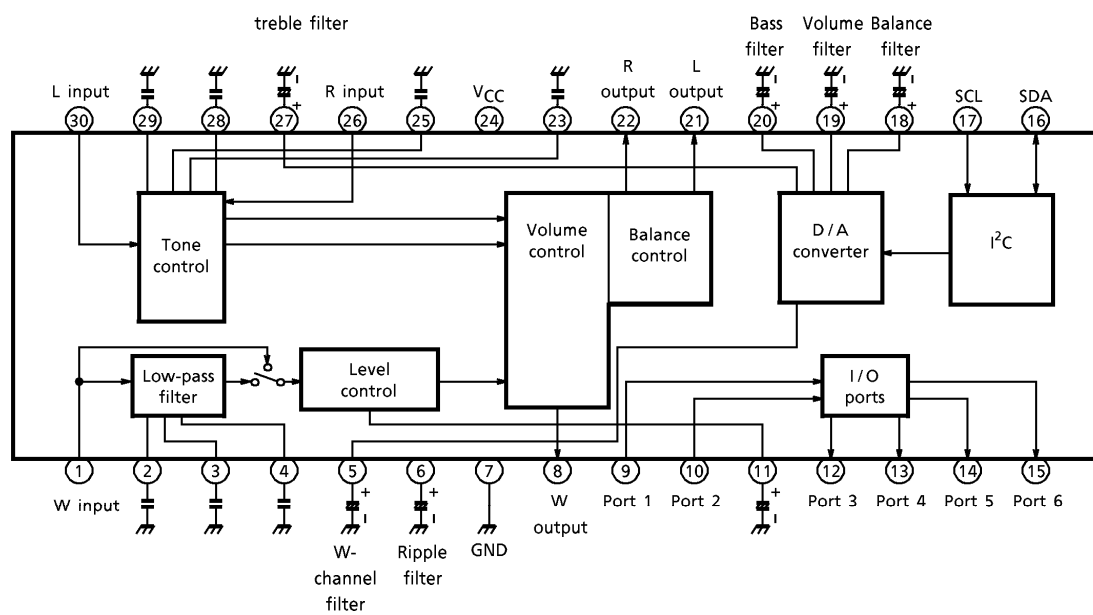 treble filter
Bass filter
Volume filter
Balance filter
L input
R input
VCC
R output
L output
SCL
SDA
30
29
28
27
26
25
24
23
22
21
20
19
18
17
16
+
+
+
+
Tone control
Volume control
Balance control
D/A converter
I²C
Low-pass filter
Level control
I/O ports
1
2
3
4
5
6
7
8
9
10
11
12
13
14
15
W input
+
+
+
GND
W output
Port 1
Port 2
Port 3
Port 4
Port 5
Port 6
W-channel filter
Ripple filter